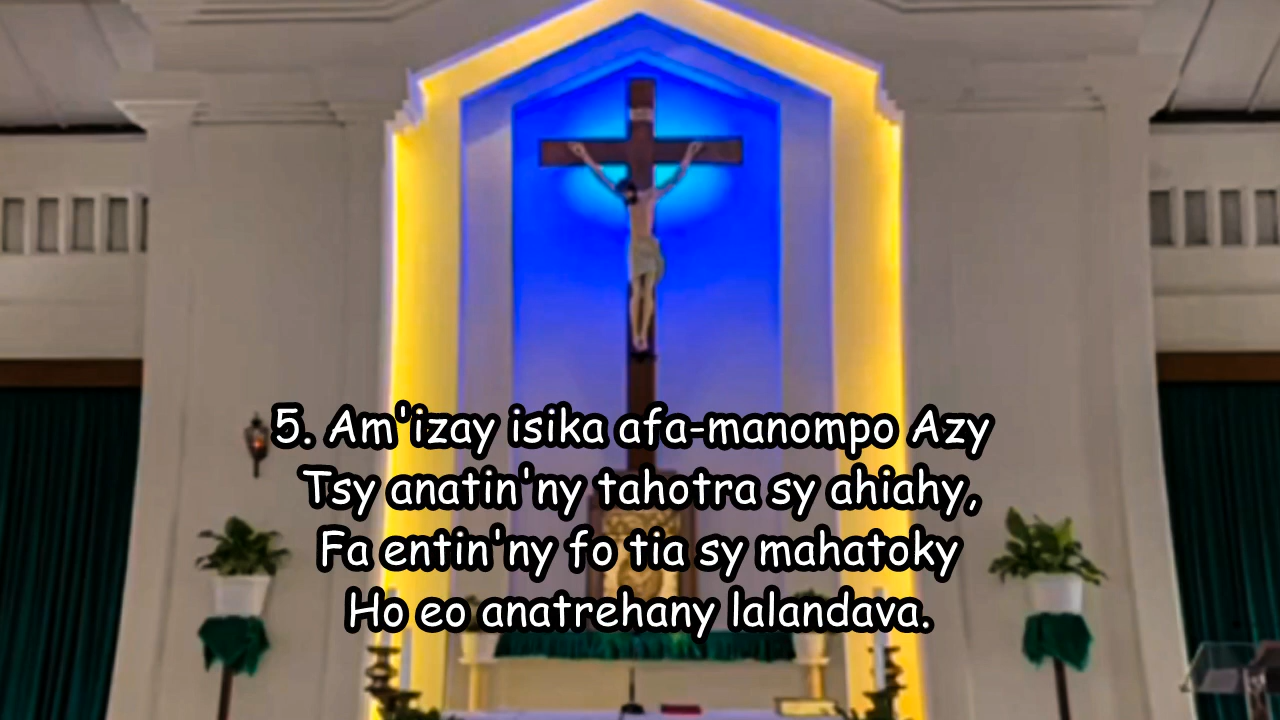 5. Am'izay isika afa-manompo Azy
Tsy anatin'ny tahotra sy ahiahy,
Fa entin'ny fo tia sy mahatoky
Ho eo anatrehany lalandava.